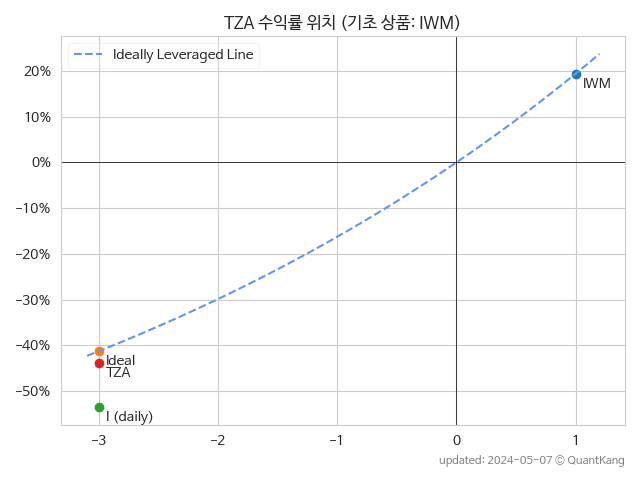 TZA 수익률 위치 (기초 상품: IWM)
Ideally Leveraged Line
20%
10%
0%
−10%
−20%
−30%
−40%
−50%
IWM
Ideal
TZA
I (daily)
−3
−2
−1
0
1
updated: 2024-05-07 © QuantKang